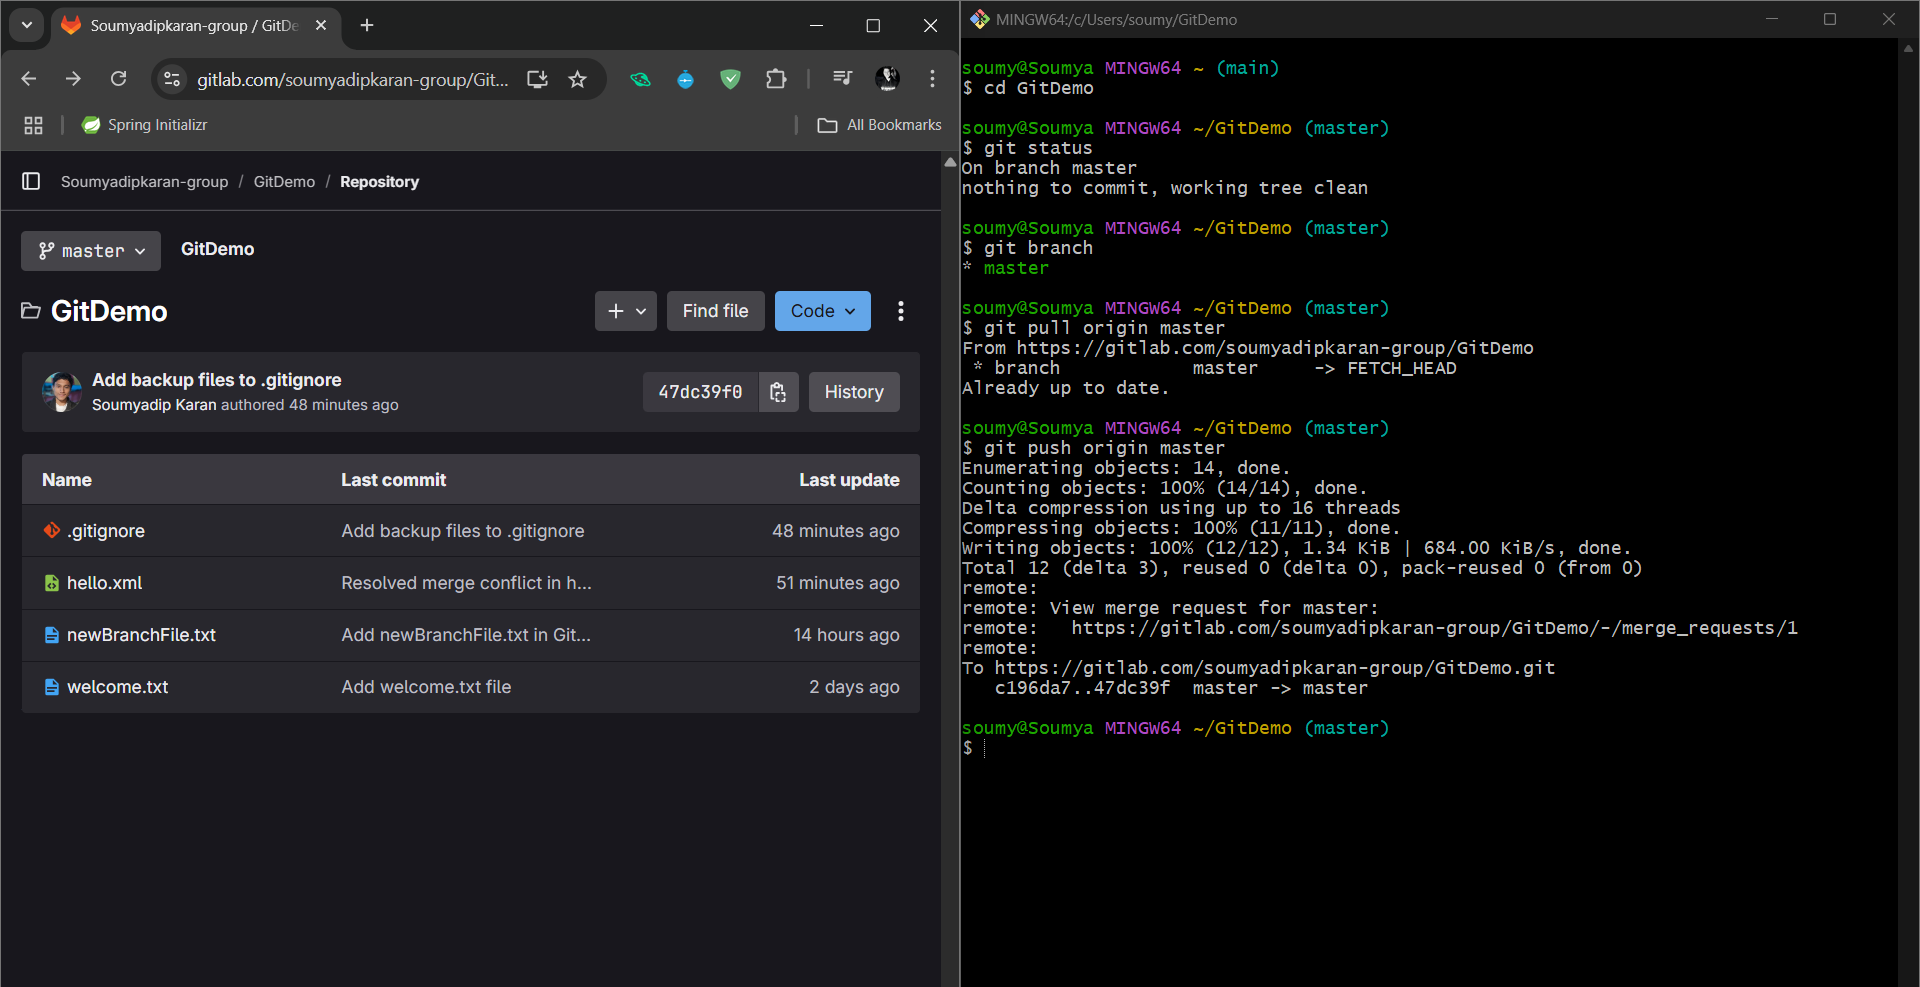 Soumyadipkaran-group / GitDe
gitlab.com/soumyadipkaran-group/Git...
Spring Initializr
All Bookmarks
Soumyadipkaran-group / GitDemo / Repository
master
GitDemo
GitDemo
Find file
Code
Add backup files to .gitignore
Soumyadip Karan authored 48 minutes ago
47dc39f0
History
Name Last commit Last update
.gitignore Add backup files to .gitignore 48 minutes ago
hello.xml Resolved merge conflict in h... 51 minutes ago
newBranchFile.txt Add newBranchFile.txt in Git... 14 hours ago
welcome.txt Add welcome.txt file 2 days ago
MINGW64:/c/Users/soumy/GitDemo
soumy@Soumya MINGW64 ~ (main)
$ cd GitDemo
soumy@Soumya MINGW64 ~/GitDemo (master)
$ git status
On branch master
nothing to commit, working tree clean
soumy@Soumya MINGW64 ~/GitDemo (master)
$ git branch
* master
soumy@Soumya MINGW64 ~/GitDemo (master)
$ git pull origin master
From https://gitlab.com/soumyadipkaran-group/GitDemo
* branch master -> FETCH_HEAD
Already up to date.
soumy@Soumya MINGW64 ~/GitDemo (master)
$ git push origin master
Enumerating objects: 14, done.
Counting objects: 100% (14/14), done.
Delta compression using up to 16 threads
Compressing objects: 100% (11/11), done.
Writing objects: 100% (12/12), 1.34 KiB | 684.00 KiB/s, done.
Total 12 (delta 3), reused 0 (delta 0), pack-reused 0 (from 0)
remote:
remote: View merge request for master:
remote: https://gitlab.com/soumyadipkaran-group/GitDemo/-/merge_requests/1
remote:
To https://gitlab.com/soumyadipkaran-group/GitDemo.git
c196da7..47dc39f master -> master
soumy@Soumya MINGW64 ~/GitDemo (master)
$